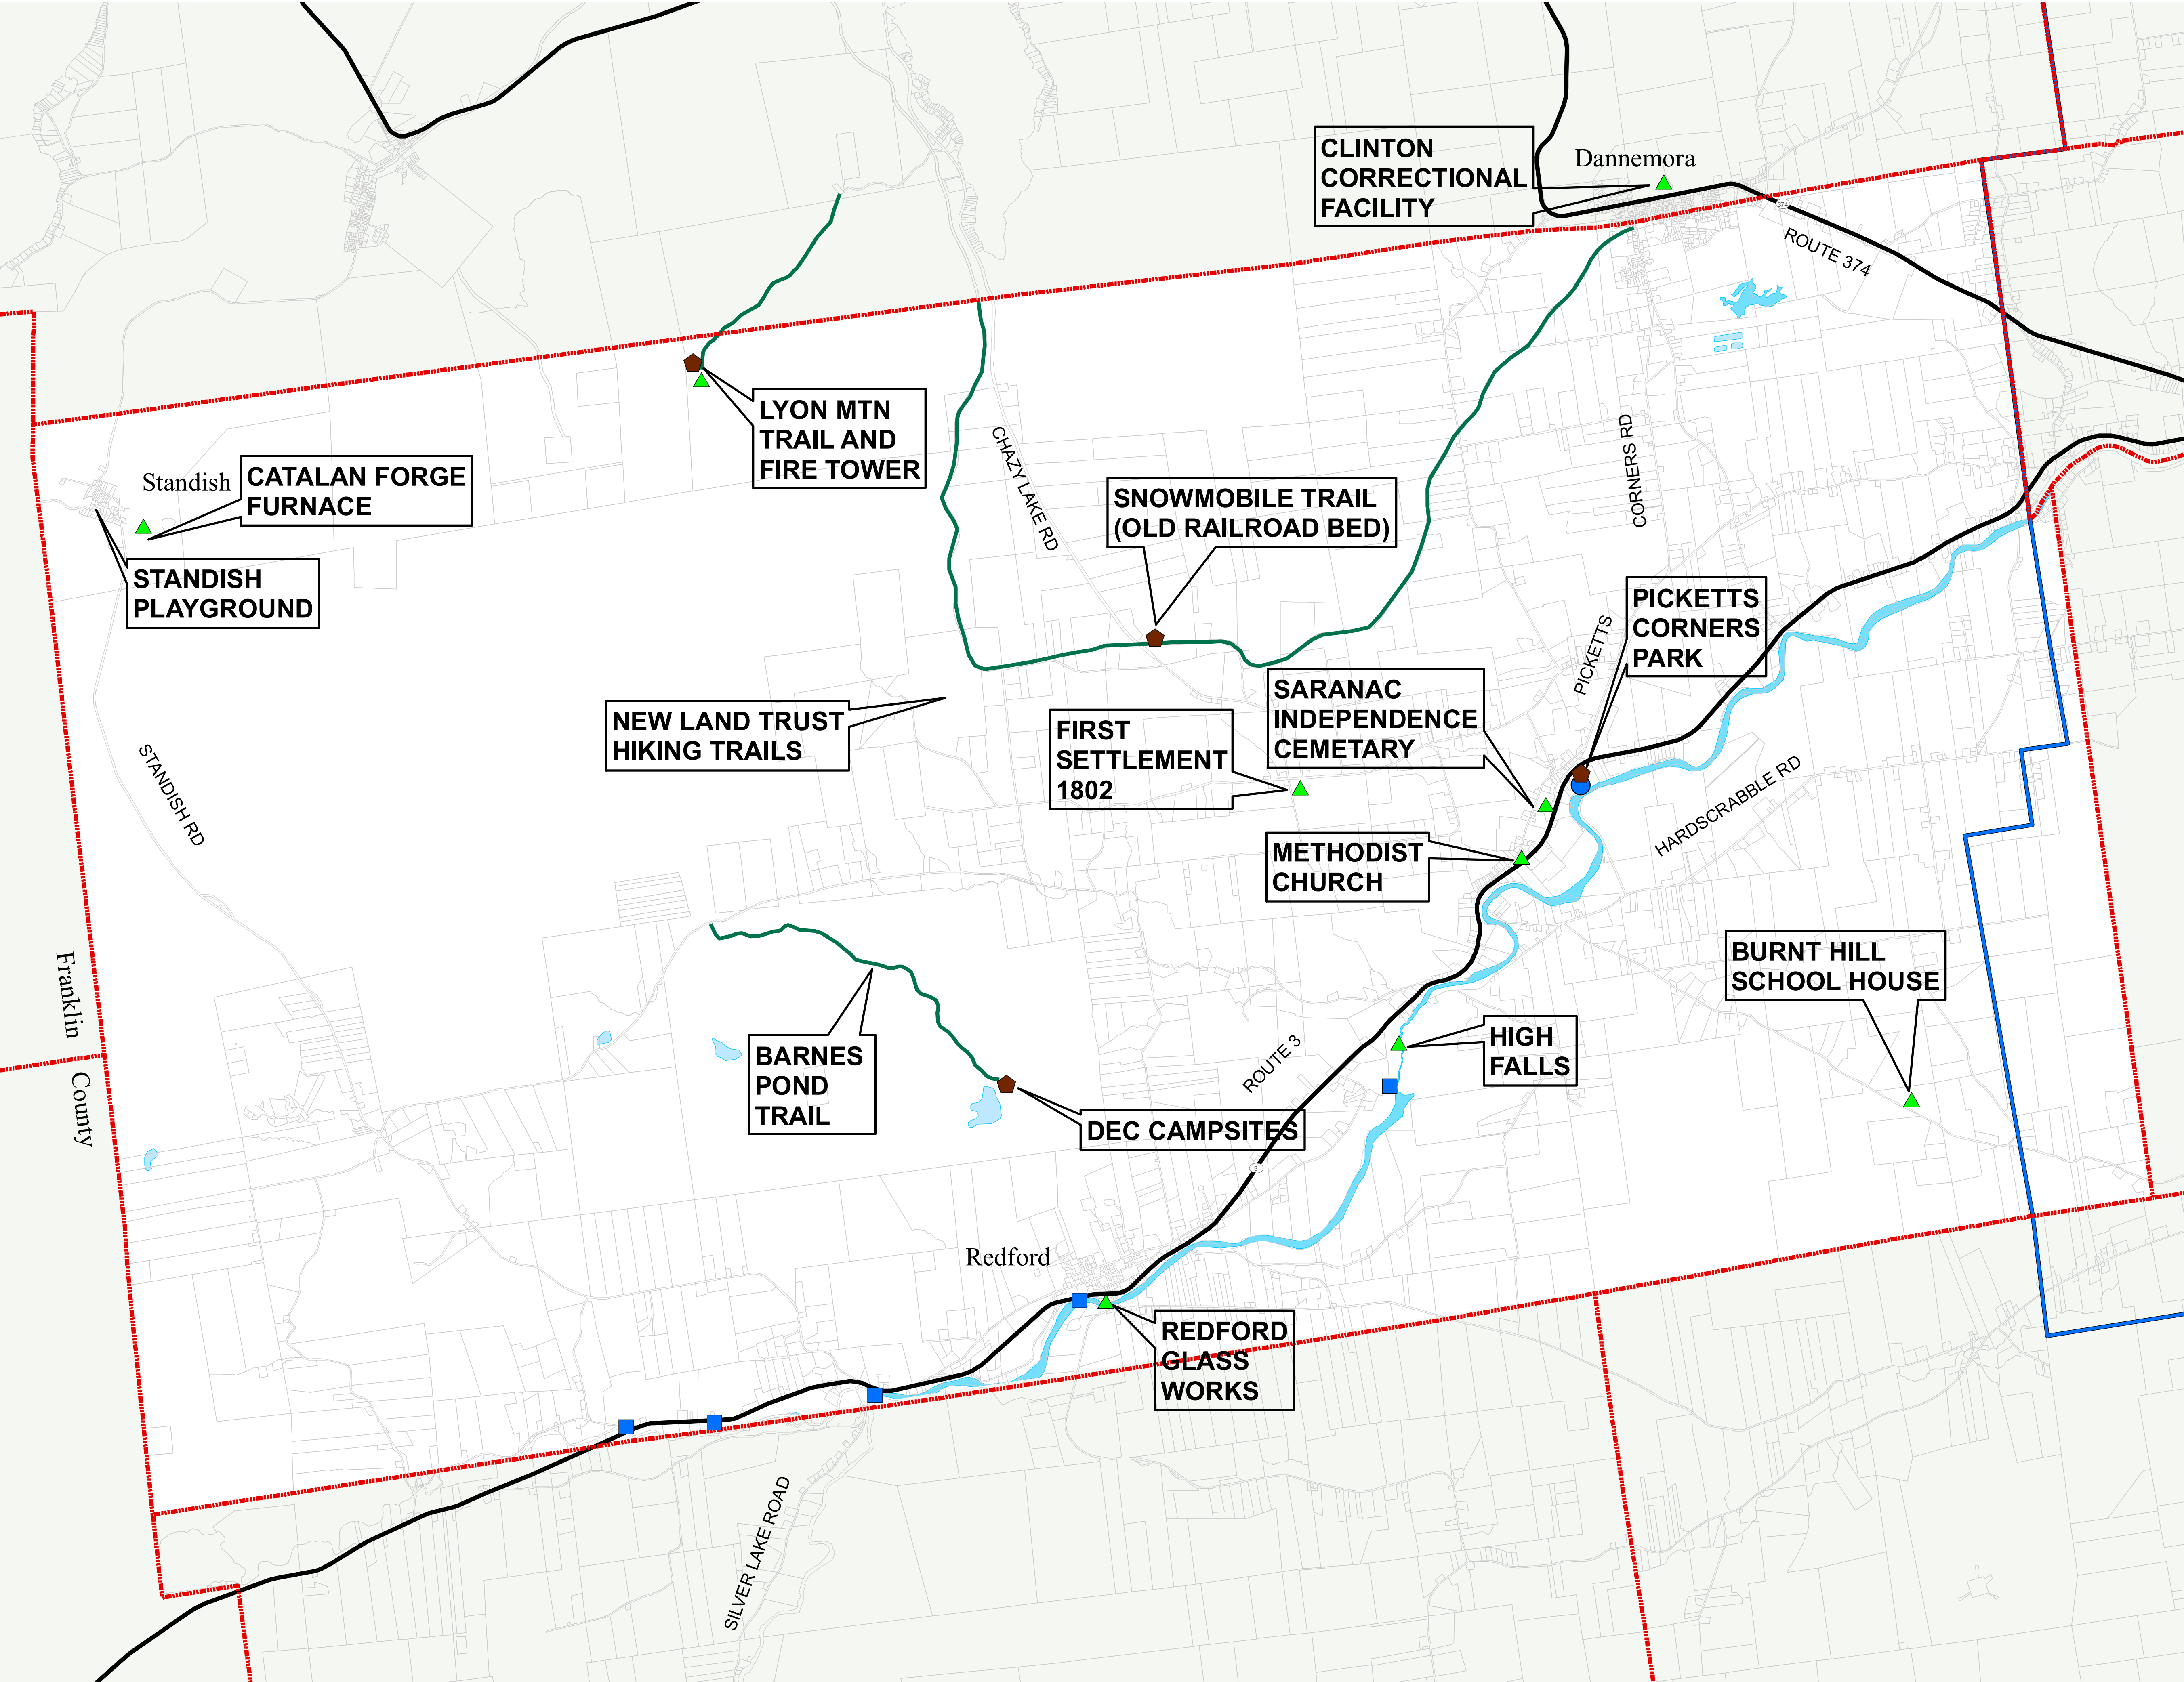 CLINTON
CORRECTIONAL
FACILITY
Dannemora
374
ROUTE 374
LYON MTN
TRAIL AND
FIRE TOWER
Standish
CATALAN FORGE
FURNACE
STANDISH
PLAYGROUND
CHAZY LAKE RD
SNOWMOBILE TRAIL
(OLD RAILROAD BED)
CORNERS RD
PICKETTS
PICKETTS
CORNERS
PARK
NEW LAND TRUST
HIKING TRAILS
FIRST
SETTLEMENT
1802
SARANAC
INDEPENDENCE
CEMETARY
STANDISH RD
HARDSCRABBLE RD
METHODIST
CHURCH
Franklin
County
BURNT HILL
SCHOOL HOUSE
BARNES
POND
TRAIL
ROUTE 3
HIGH
FALLS
DEC CAMPSITES
3
Redford
REDFORD
GLASS
WORKS
SILVER LAKE ROAD